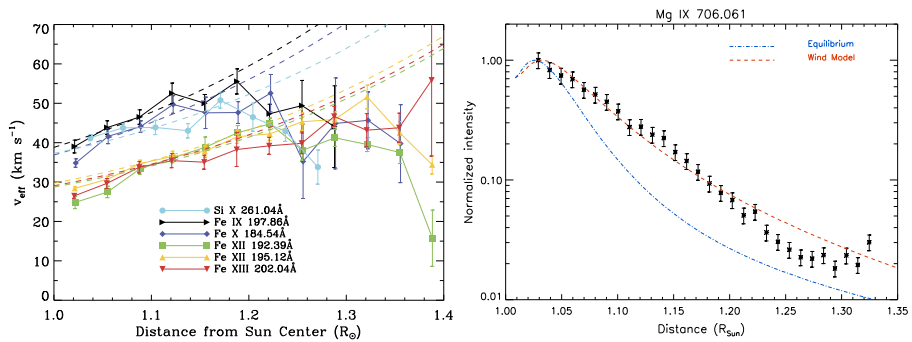 70
60
50
40
30
20
10
0
v_eff (km s⁻¹)
Si X 261.04Å
Fe IX 197.86Å
Fe X 184.54Å
Fe XII 192.39Å
Fe XII 195.12Å
Fe XIII 202.04Å
1.0 1.1 1.2 1.3 1.4
Distance from Sun Center (R☉)
Mg IX 706.061
Equilibrium
Wind Model
1.00
0.10
0.01
Normalized intensity
1.00 1.05 1.10 1.15 1.20 1.25 1.30 1.35
Distance (R_Sun)